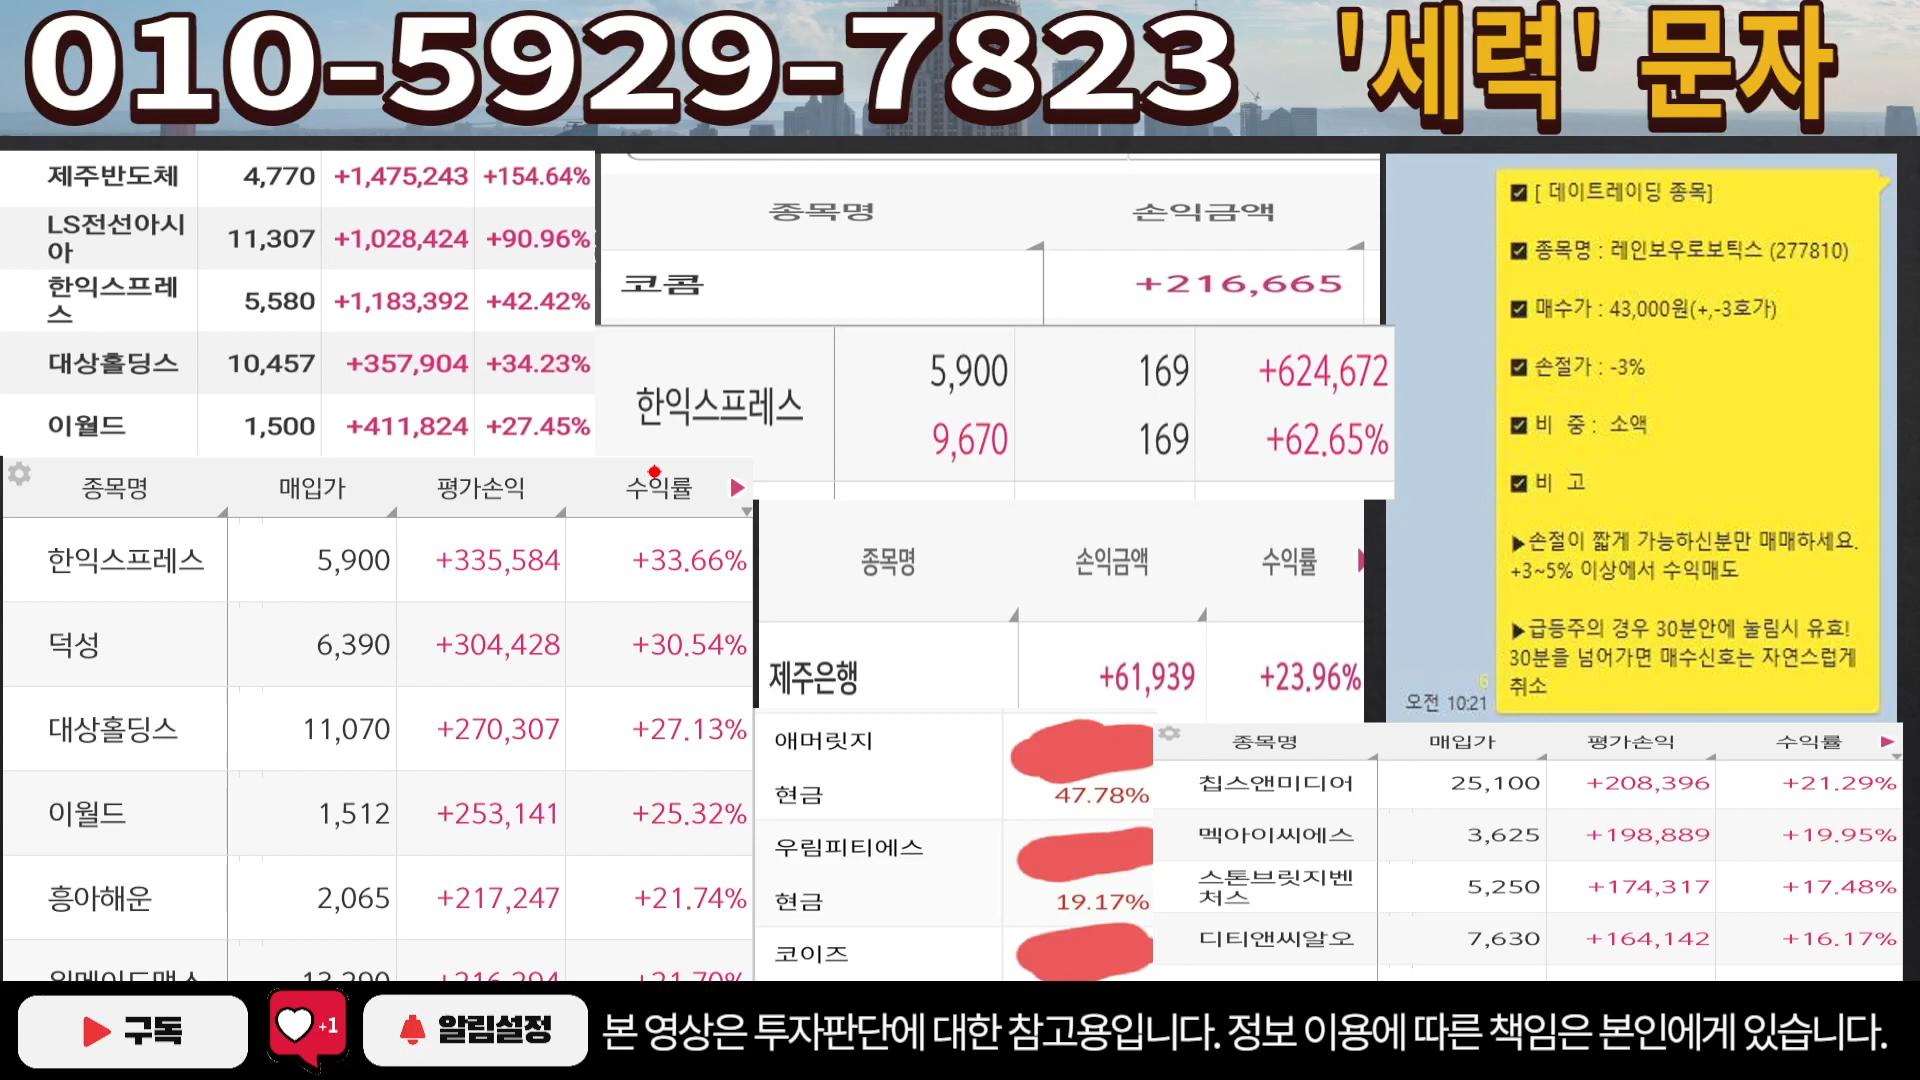 010-5929-7823 '세력' 문자
제주반도체 4,770 +1,475,243 +154.64%
LS전선아시아 11,307 +1,028,424 +90.96%
한익스프레스 5,580 +1,183,392 +42.42%
대상홀딩스 10,457 +357,904 +34.23%
이월드 1,500 +411,824 +27.45%
종목명 손익금액
코콤 +216,665
한익스프레스 5,900 169 +624,672
9,670 169 +62.65%
[ 데이트레이딩 종목]
종목명 : 레인보우로보틱스 (277810)
매수가 : 43,000원(+,-3호가)
손절가 : -3%
비 중 : 소액
비 고
▶손절이 짧게 가능하신분만 매매하세요.
+3~5% 이상에서 수익매도
▶급등주의 경우 30분안에 눌림시 유효!
30분을 넘어가면 매수신호는 자연스럽게
취소
6
오전 10:21
종목명 매입가 평가손익 수익률
한익스프레스 5,900 +335,584 +33.66%
덕성 6,390 +304,428 +30.54%
대상홀딩스 11,070 +270,307 +27.13%
이월드 1,512 +253,141 +25.32%
흥아해운 2,065 +217,247 +21.74%
위메이드맥스 13,390 +216,294 +21.70%
종목명 손익금액 수익률
제주은행 +61,939 +23.96%
애머릿지
현금 47.78%
우림피티에스
현금 19.17%
코이즈
종목명 매입가 평가손익 수익률
칩스앤미디어 25,100 +208,396 +21.29%
멕아이씨에스 3,625 +198,889 +19.95%
스톤브릿지벤처스 5,250 +174,317 +17.48%
디티앤씨알오 7,630 +164,142 +16.17%
구독 +1 알림설정 본 영상은 투자판단에 대한 참고용입니다. 정보 이용에 따른 책임은 본인에게 있습니다.